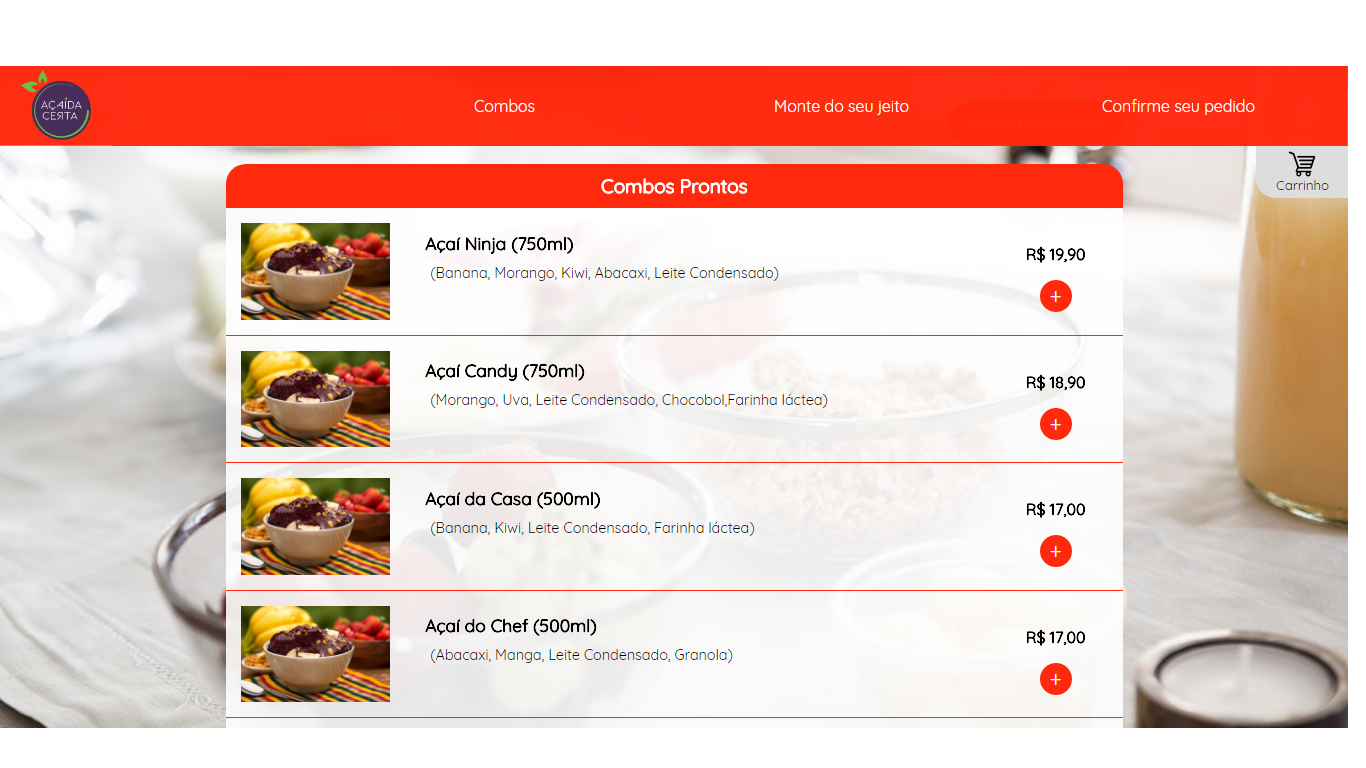 AÇAÍDA
CERTA
Combos
Monte do seu jeito
Confirme seu pedido
Carrinho
Combos Prontos
Açaí Ninja (750ml)
(Banana, Morango, Kiwi, Abacaxi, Leite Condensado)
R$ 19,90
+
Açaí Candy (750ml)
(Morango, Uva, Leite Condensado, Chocobol,Farinha láctea)
R$ 18,90
+
Açaí da Casa (500ml)
(Banana, Kiwi, Leite Condensado, Farinha láctea)
R$ 17,00
+
Açaí do Chef (500ml)
(Abacaxi, Manga, Leite Condensado, Granola)
R$ 17,00
+